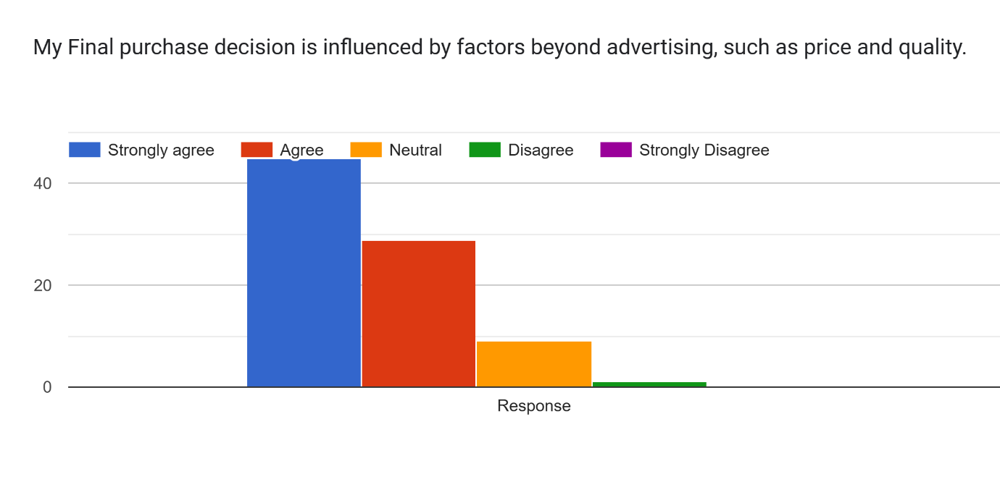 My Final purchase decision is influenced by factors beyond advertising, such as price and quality.
Strongly agree Agree Neutral Disagree Strongly Disagree
40
20
0
Response